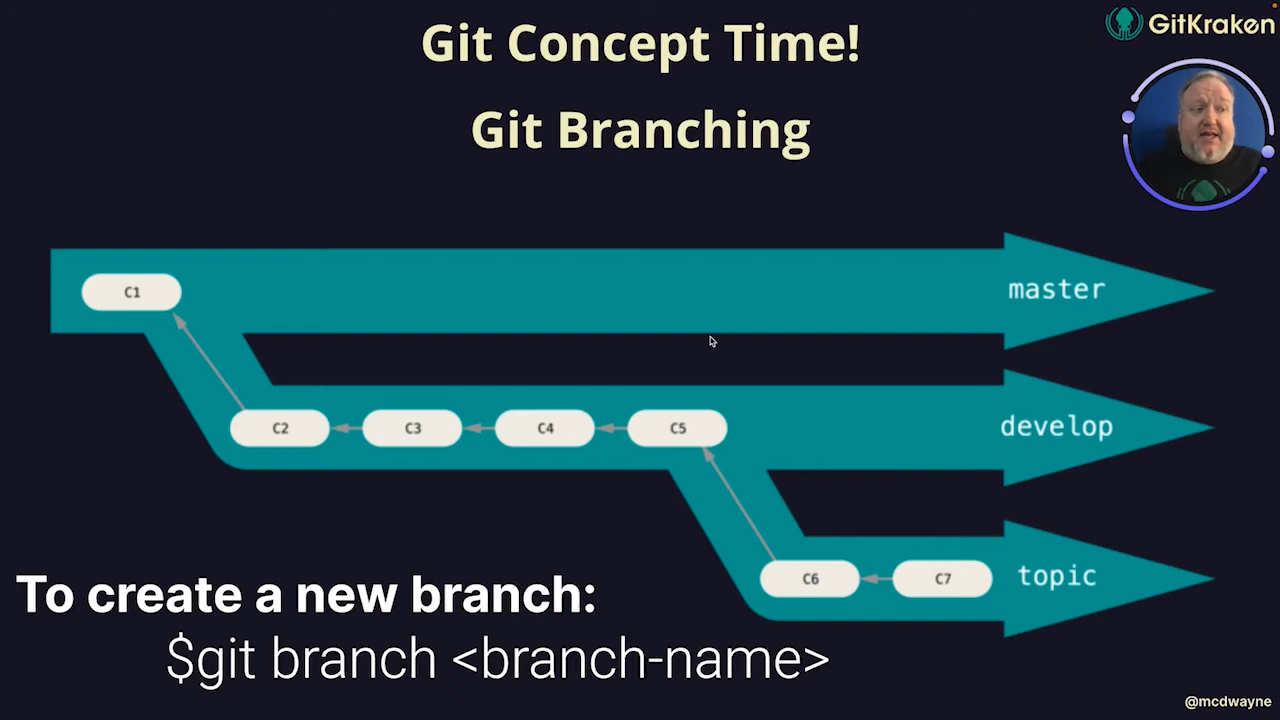 Git Concept Time!
GitKraken
Git Branching
C1
master
C2
C3
C4
C5
develop
C6
C7
topic
To create a new branch:
$git branch <branch-name>
@mcdwayne